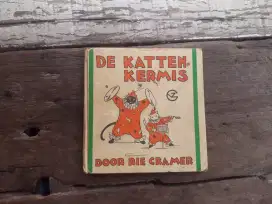 DE KATTEN-
KERMIS
DOOR RIE CRAMER